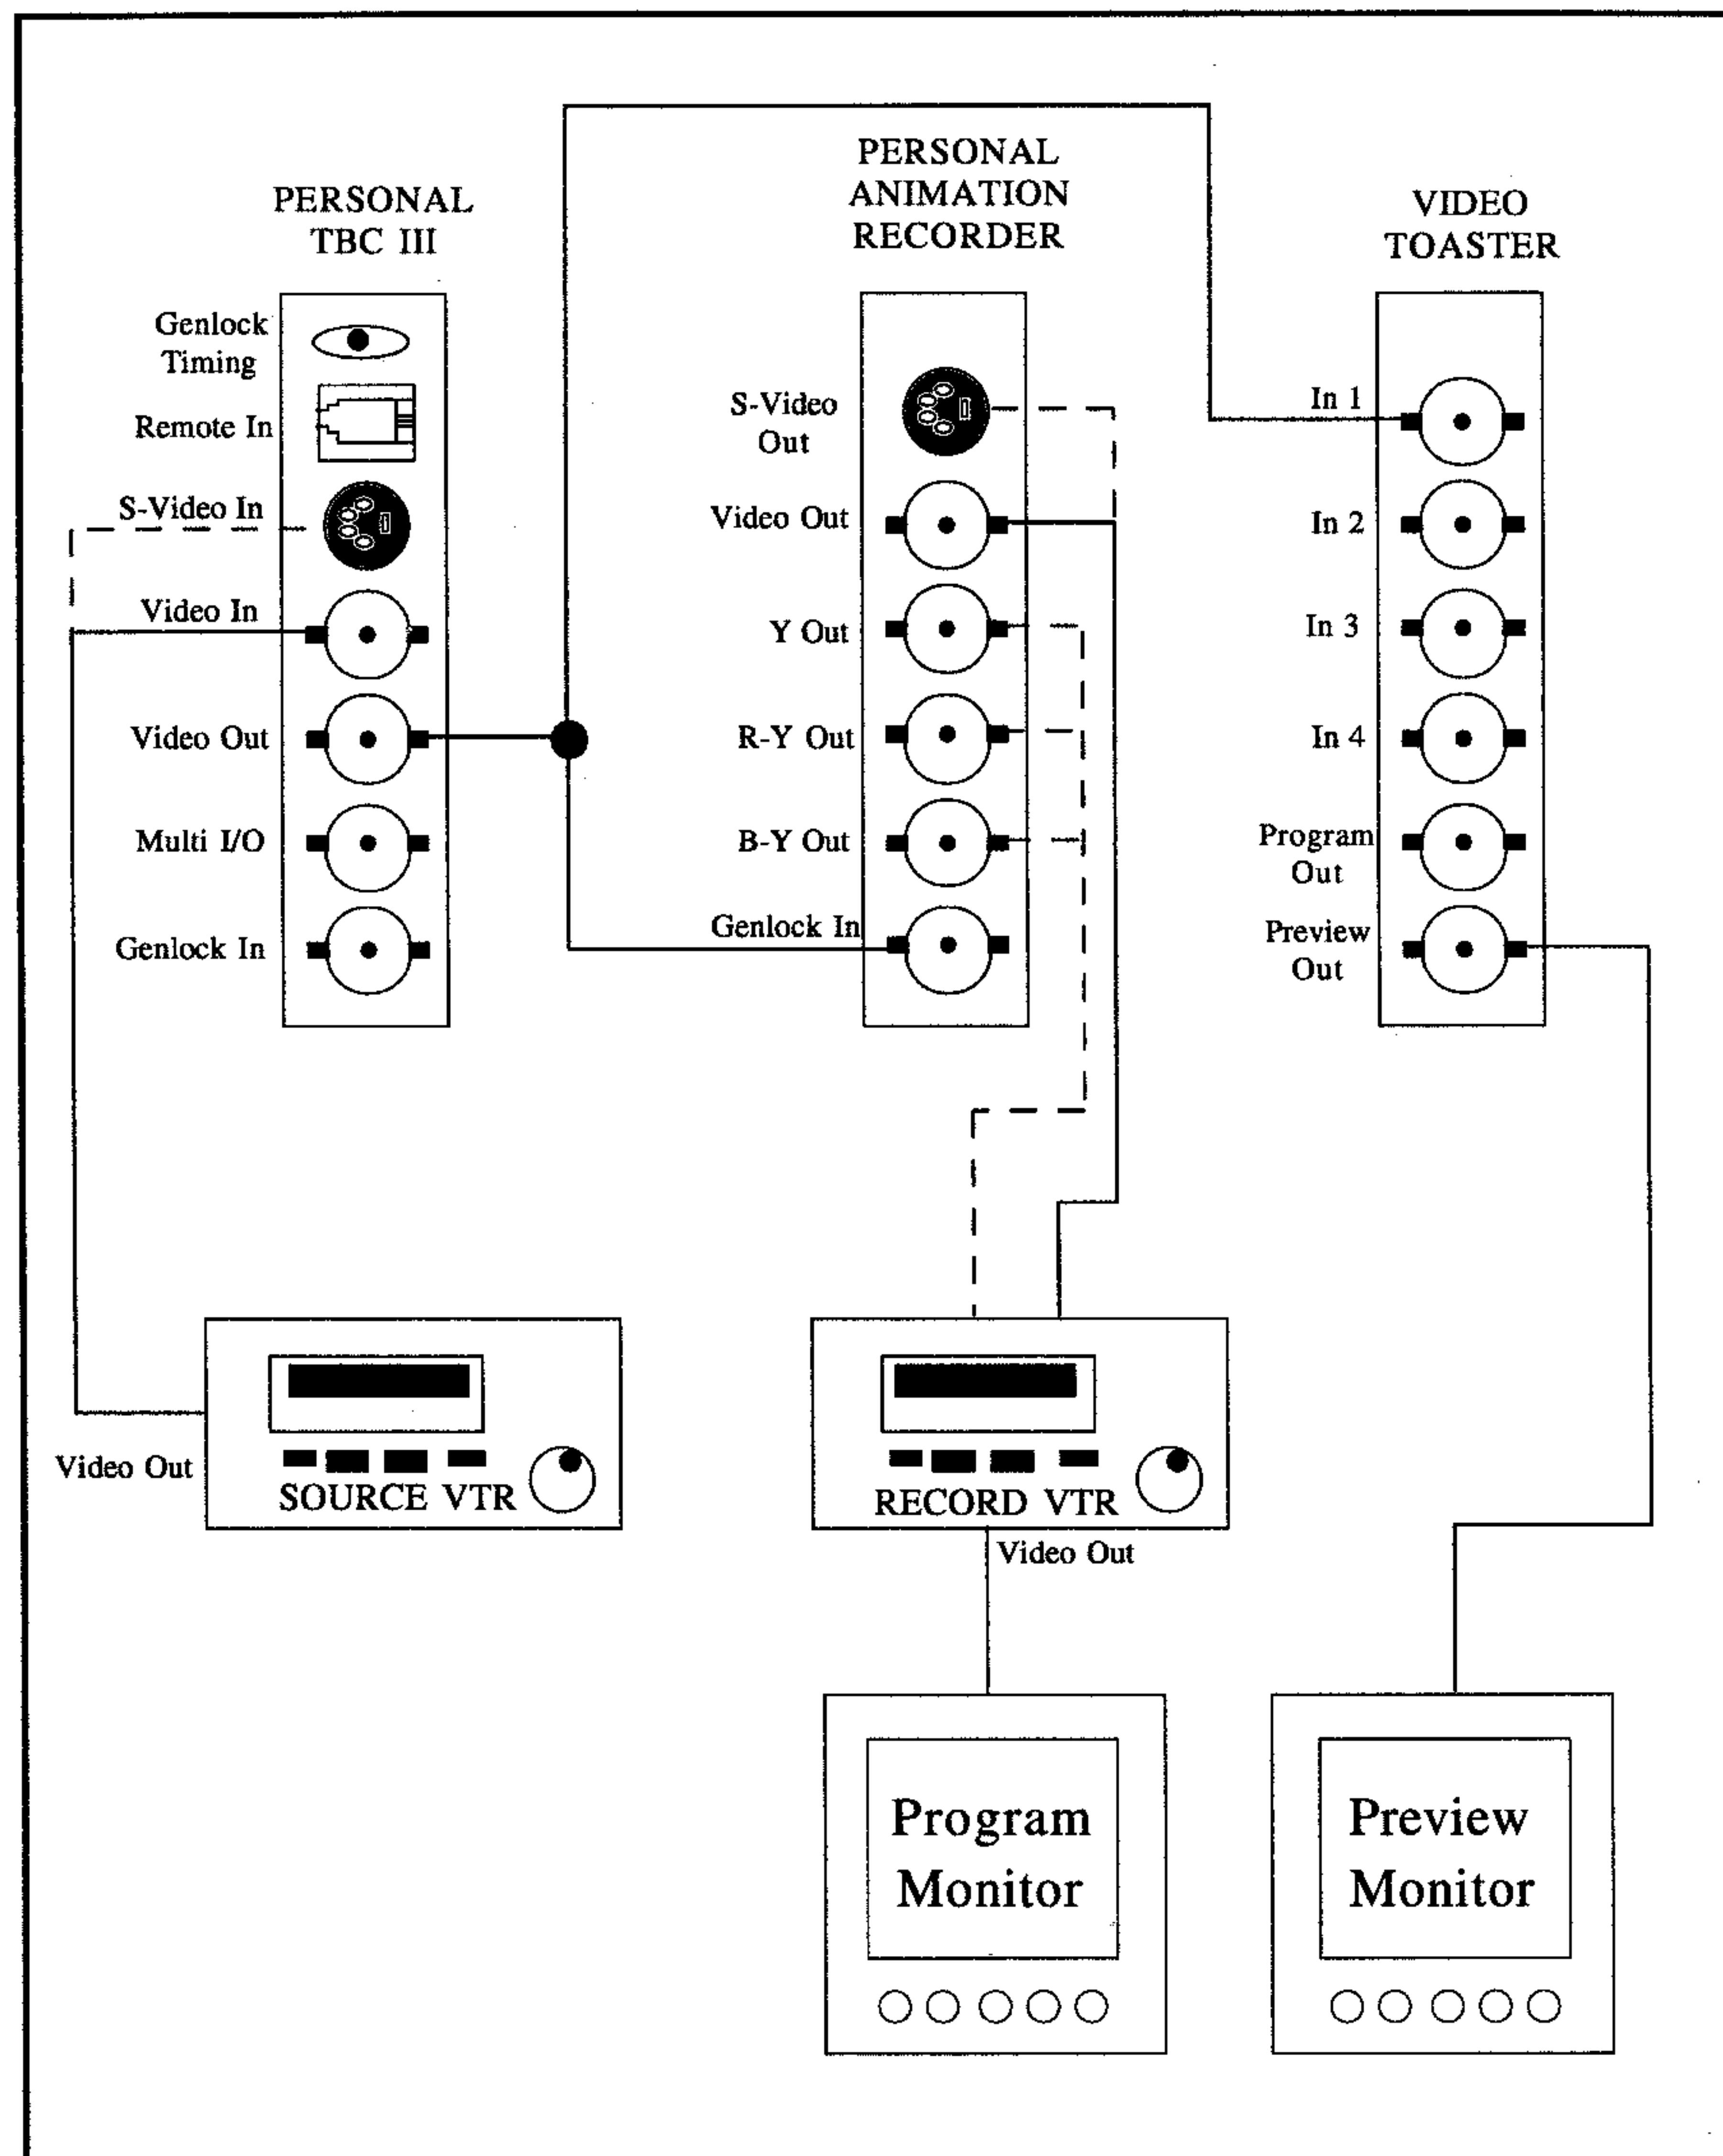 PERSONAL
TBC III
Genlock
Timing
Remote In
S-Video In
Video In
Video Out
Multi I/O
Genlock In
PERSONAL
ANIMATION
RECORDER
S-Video
Out
Video Out
Y Out
R-Y Out
B-Y Out
Genlock In
VIDEO
TOASTER
In 1
In 2
In 3
In 4
Program
Out
Preview
Out
Video Out
SOURCE VTR
RECORD VTR
Video Out
Program
Monitor
Preview
Monitor